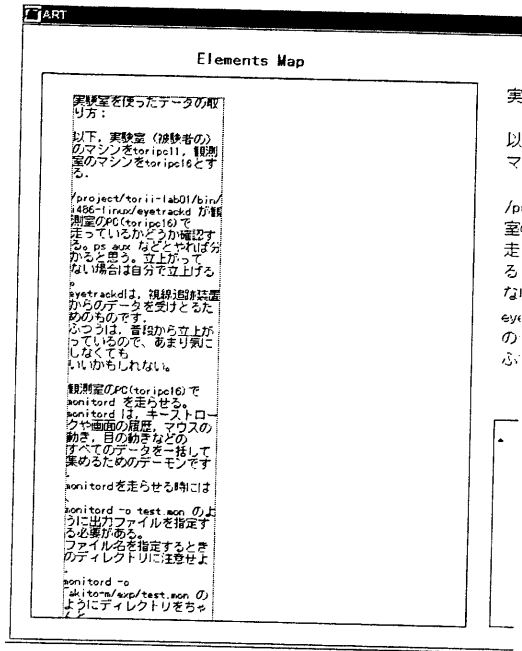 ART
Elements Map
実験室を使ったデータの取
り方：
以下，実験室（被験者の）
のマシンをtoripc11，観測
室のマシンをtoripc16とす
る．
/project/torii-lab01/bin/
i486-linux/eyetrackd が観
測室のPC(toripc16)で
走っているかどうか確認す
る。ps aux などとやれば分
かると思う。立上がって
ない場合は自分で立上げる
。
eyetrackdは，視線追跡装置
からのデータを受けとるた
めのものです．
ふつうは，普段から立上が
っているので、あまり気に
しなくても
いいかもしれない。
観測室のPC(toripc16)で
monitord を走らせる。
monitord は，キーストロー
クや画面の履歴，マウスの
動き，目の動きなどの
すべてのデータを一括して
集めるためのデーモンです
．
monitordを走らせる時には
、
monitord -o test.mon のよ
うに出力ファイルを指定す
る必要がある。
ファイル名を指定するとき
のディレクトリに注意せよ
．
monitord -o
~akito-m/exp/test.mon の
ようにディレクトリをちゃ
んと
実
以
マ
/p
室の
走
る
な
eye
の
ふ